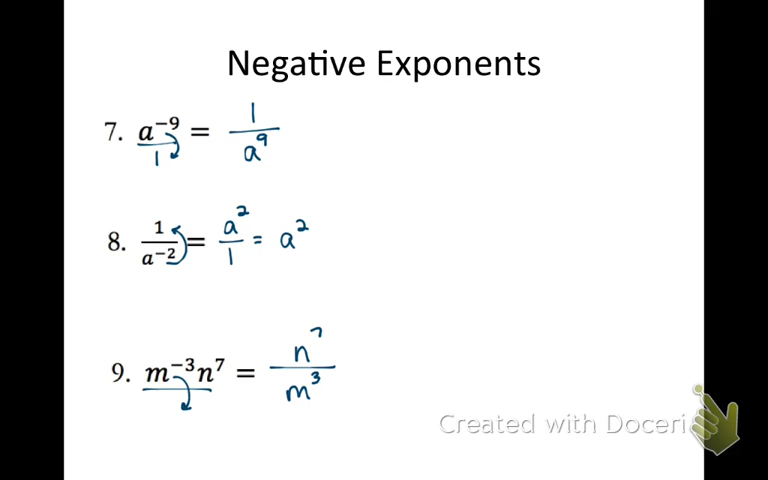 Negative Exponents
7. a⁻⁹ / 1 = 1 / a⁹
8. 1 / a⁻² = a² / 1 = a²
9. m⁻³n⁷ = n⁷ / m³
Created with Doceri